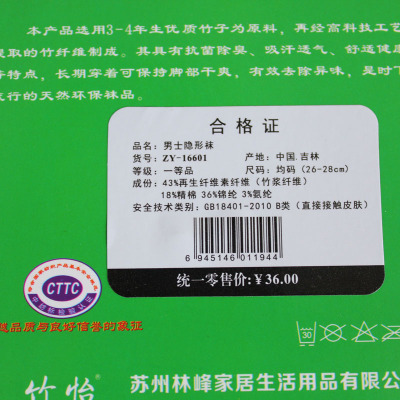 本产品选用3-4年生优质竹子为原料，再经高科技工艺
提取的竹纤维制成。其具有抗菌除臭、吸汗透气、舒适健康
等特点，长期穿着可保持脚部干爽，有效去除异味，是时下
流行的天然环保袜品。
合格证
品名：男士隐形袜
货号：ZY-16601 产地：中国.吉林
等级：一等品 尺码：均码（26-28cm）
成份：43%再生纤维素纤维（竹浆纤维）
18%精棉 36%锦纶 3%氨纶
安全技术类别：GB18401-2010 B类（直接接触皮肤）
6945146011944
统一零售价：￥36.00
CTTC
越品质与良好信誉的象征
30
竹怡
苏州林峰家居生活用品有限公